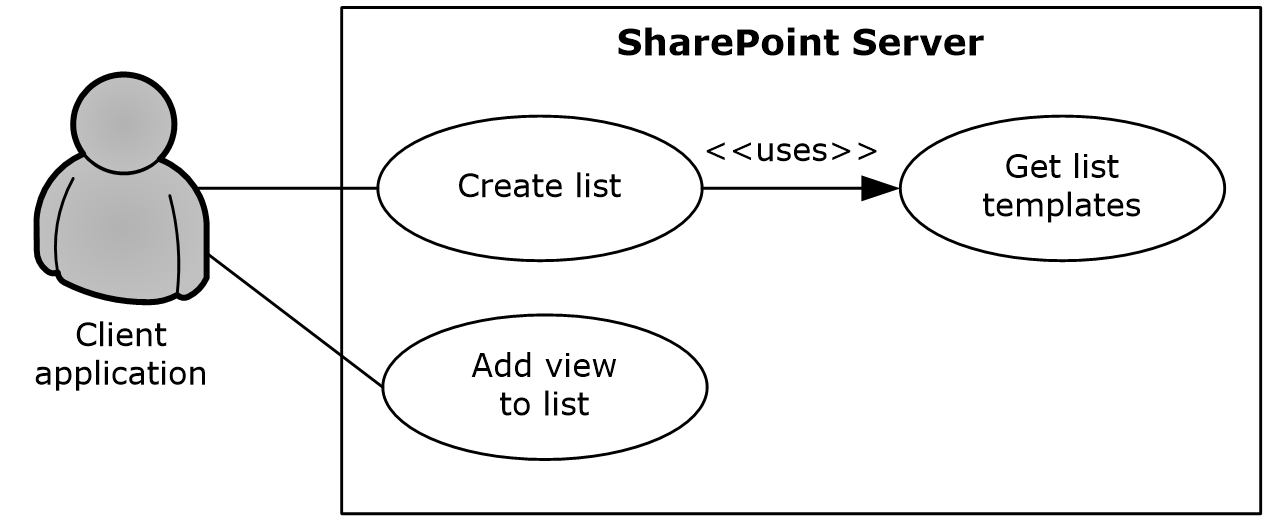 SharePoint Server
Create list
<<uses>>
Get list
templates
Client
application
Add view
to list